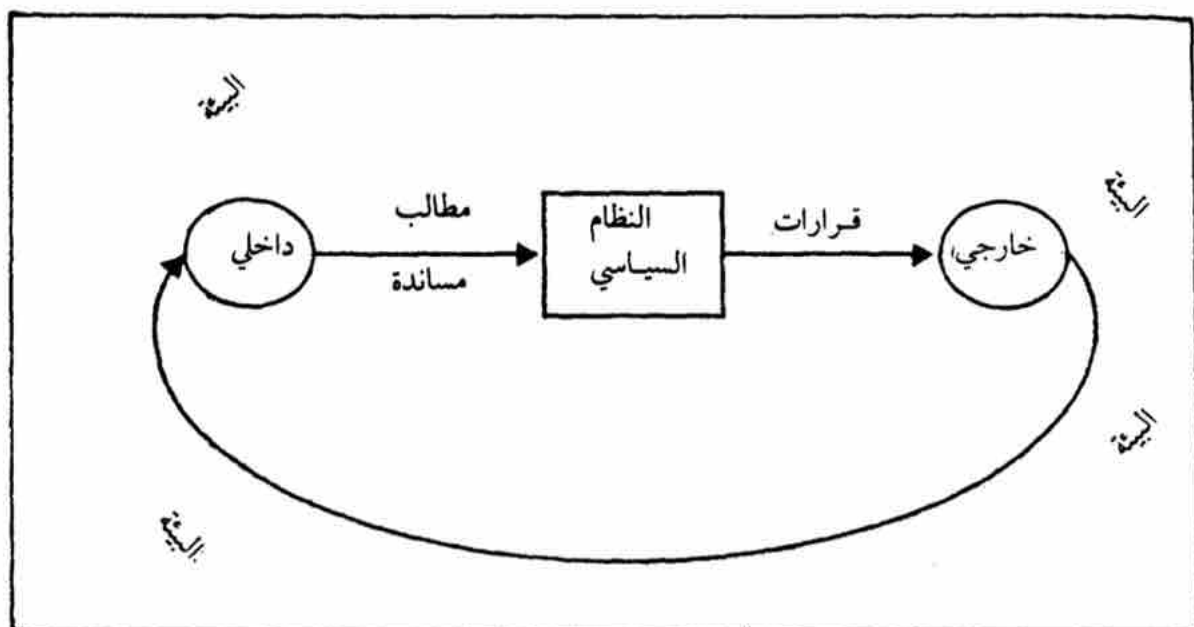 البيئة
البيئة
مطالب
النظام
قرارات
داخلي
السياسي
خارجي
مساندة
البيئة
البيئة